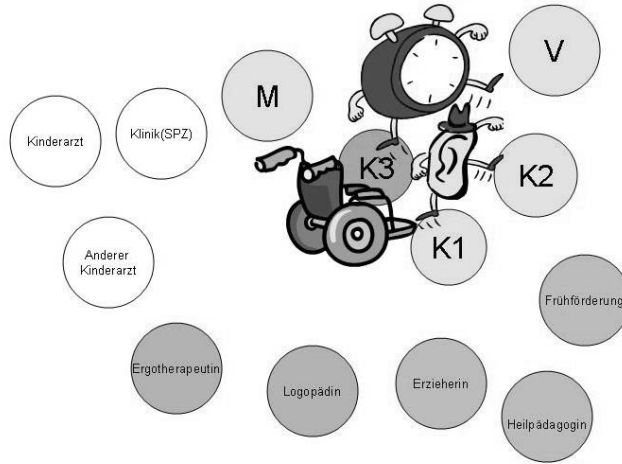 V
M
Kinderarzt
Klinik(SPZ)
K3
K2
K1
Anderer
Kinderarzt
Frühförderung
Ergotherapeutin
Logopädin
Erzieherin
Heilpädagogin